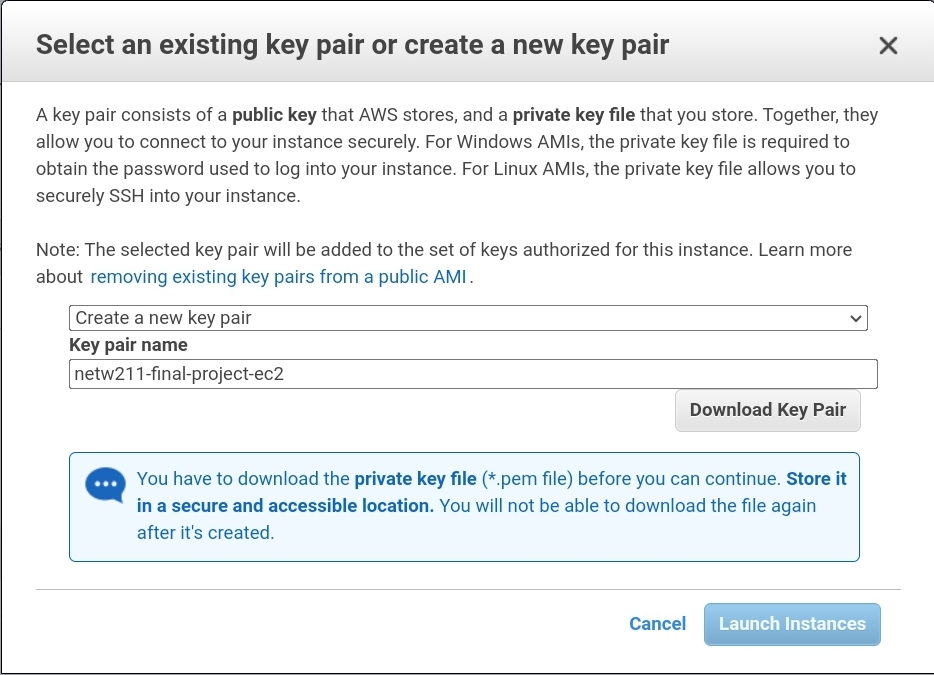 Select an existing key pair or create a new key pair
A key pair consists of a public key that AWS stores, and a private key file that you store. Together, they
allow you to connect to your instance securely. For Windows AMIs, the private key file is required to
obtain the password used to log into your instance. For Linux AMIs, the private key file allows you to
securely SSH into your instance.
Note: The selected key pair will be added to the set of keys authorized for this instance. Learn more
about removing existing key pairs from a public AMI .
Create a new key pair
Key pair name
netw211-final-project-ec2
Download Key Pair
You have to download the private key file (*.pem file) before you can continue. Store it
in a secure and accessible location. You will not be able to download the file again
after it's created.
Cancel Launch Instances